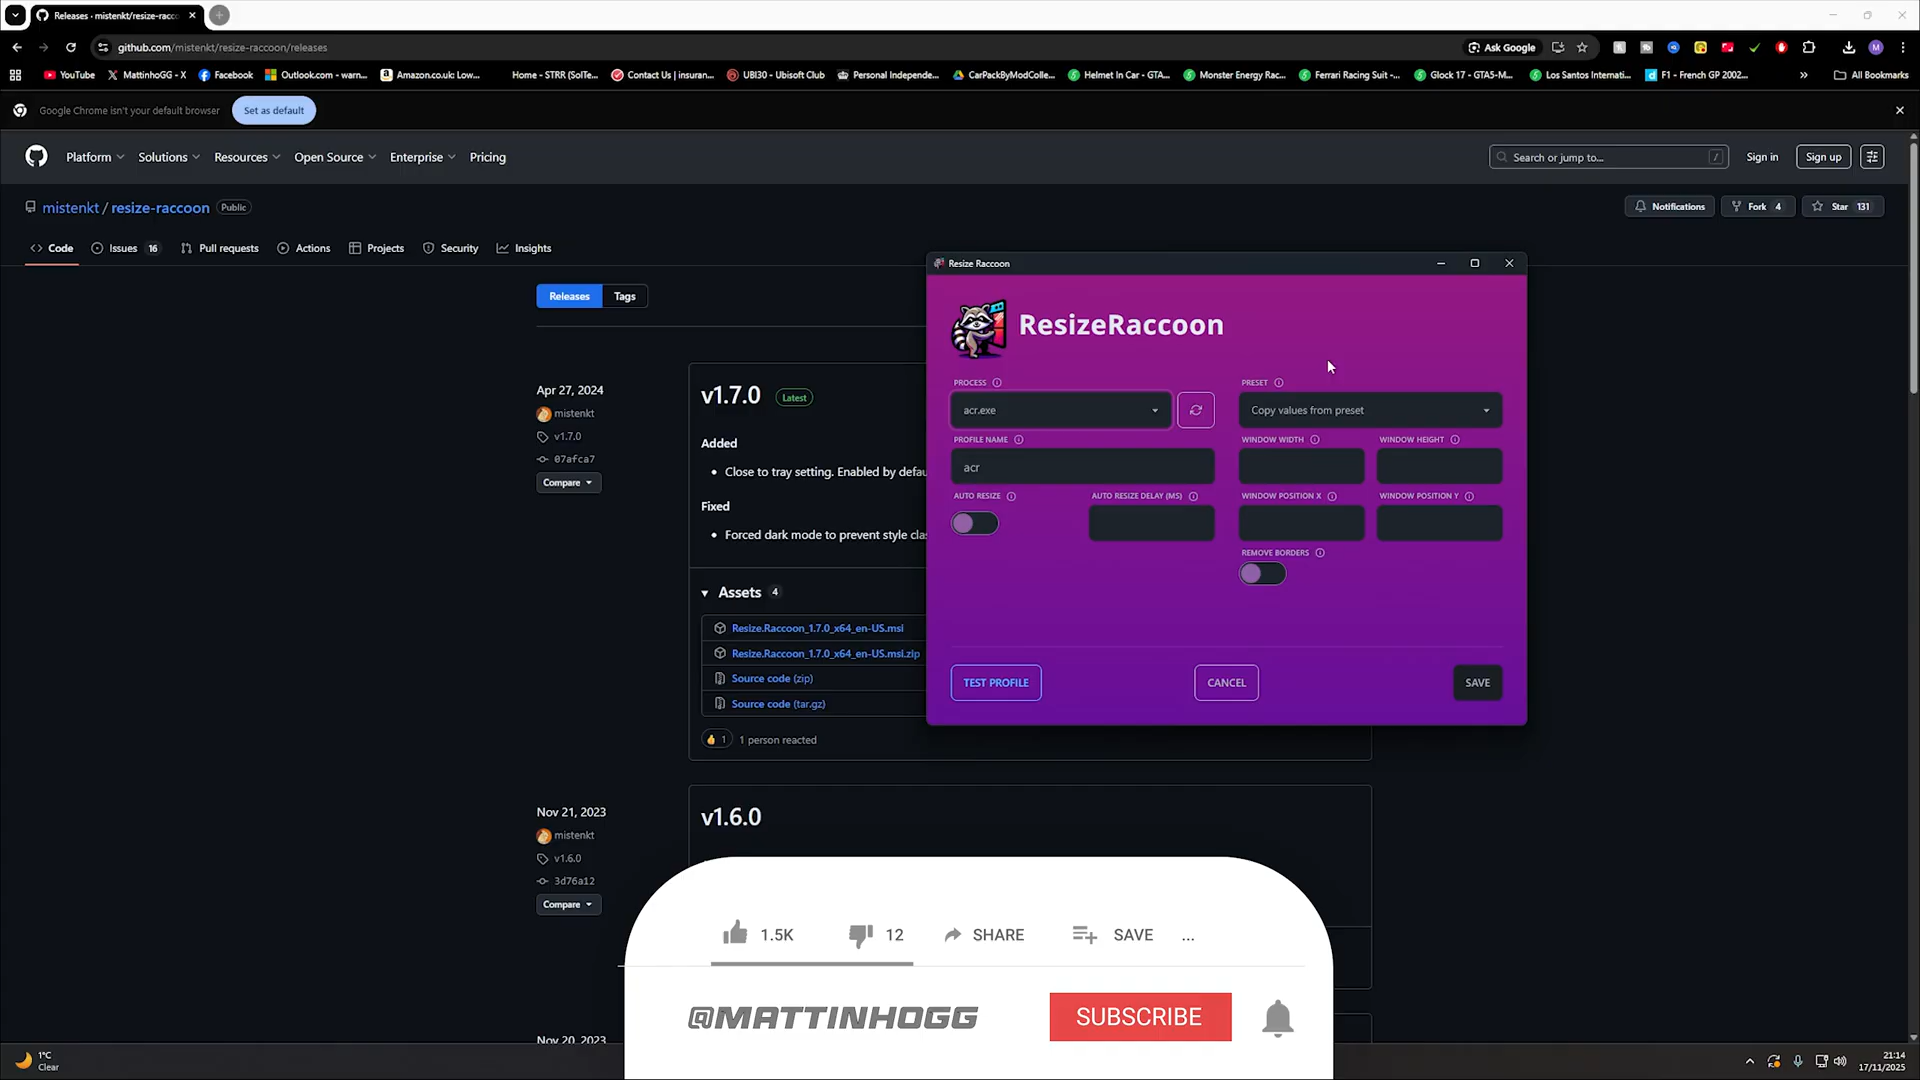 Releases · mistenkt/resize-racco
github.com/mistenkt/resize-raccoon/releases
Ask Google
M
YouTube
MattinhoGG - X
Facebook
Outlook.com - warn...
Amazon.co.uk: Low...
Home - STRR (SolTe...
Contact Us | insuran...
UBI30 - Ubisoft Club
Personal Independe...
CarPackByModColle...
Helmet In Car - GTA...
Monster Energy Rac...
Ferrari Racing Suit -...
Glock 17 - GTA5-M...
Los Santos Internati...
F1 - French GP 2002...
»
All Bookmarks
Google Chrome isn't your default browser
Set as default
Platform
Solutions
Resources
Open Source
Enterprise
Pricing
Search or jump to...
/
Sign in
Sign up
mistenkt / resize-raccoon
Public
Notifications
Fork 4
Star 131
Code
Issues 16
Pull requests
Actions
Projects
Security
Insights
Releases
Tags
Apr 27, 2024
mistenkt
v1.7.0
07afca7
Compare
v1.7.0
Latest
Added
• Close to tray setting. Enabled by defau
Fixed
• Forced dark mode to prevent style clas
Assets 4
Resize.Raccoon_1.7.0_x64_en-US.msi
Resize.Raccoon_1.7.0_x64_en-US.msi.zip
Source code (zip)
Source code (tar.gz)
1
1 person reacted
Resize Raccoon
ResizeRaccoon
PROCESS
acr.exe
PRESET
Copy values from preset
PROFILE NAME
acr
WINDOW WIDTH
WINDOW HEIGHT
AUTO RESIZE
AUTO RESIZE DELAY (MS)
WINDOW POSITION X
WINDOW POSITION Y
REMOVE BORDERS
TEST PROFILE
CANCEL
SAVE
Nov 21, 2023
mistenkt
v1.6.0
3d76a12
Compare
v1.6.0
Nov 20, 2023
1.5K
12
SHARE
SAVE
...
@MATTINHOGG
SUBSCRIBE
1°C
Clear
21:14
17/11/2025